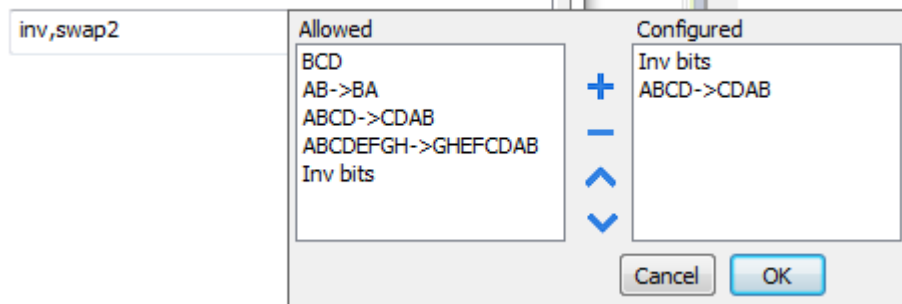 inv,swap2
Allowed
BCD
AB->BA
ABCD->CDAB
ABCDEFGH->GHEFCDAB
Inv bits
Configured
Inv bits
ABCD->CDAB
Cancel
OK